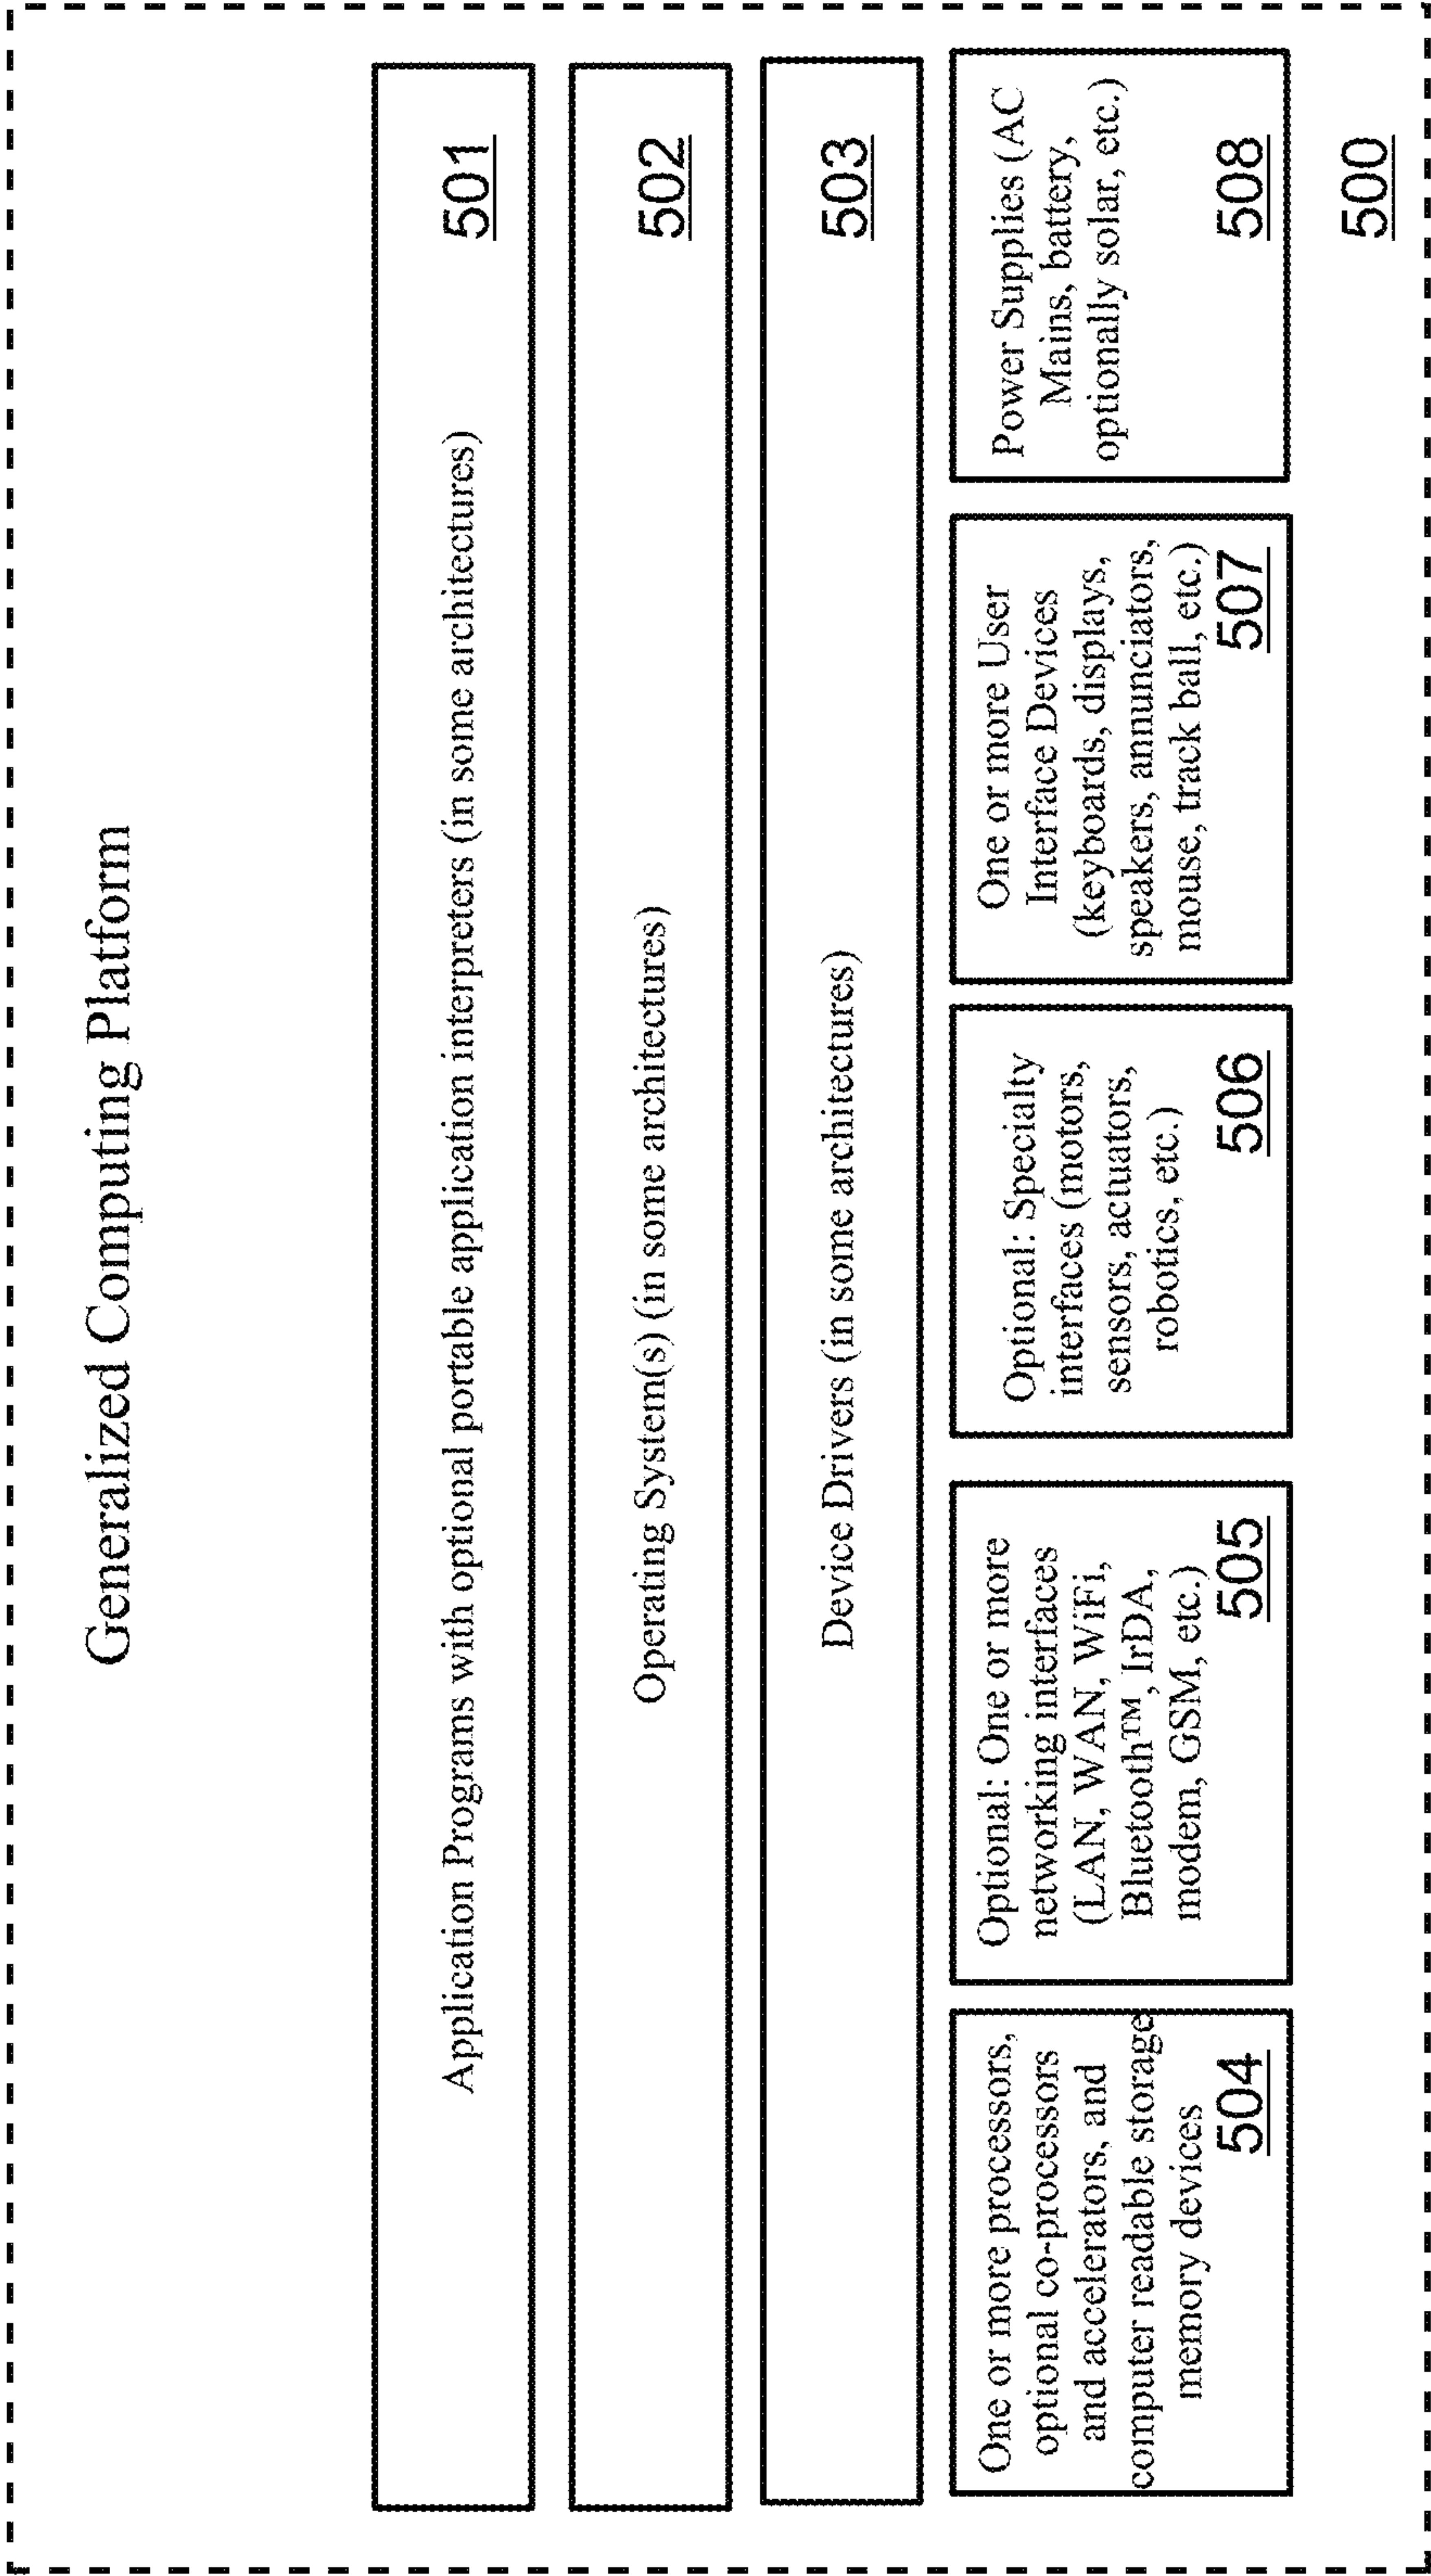 Generalized Computing Platform
Application Programs with optional portable application interpreters (in some architectures)
501
Operating System(s) (in some architectures)
502
Device Drivers (in some architectures)
503
One or more processors,
optional co-processors
and accelerators, and
computer readable storage
memory devices
504
Optional: One or more
networking interfaces
(LAN, WAN, WiFi,
Bluetooth™, IrDA,
modem, GSM, etc.)
505
Optional: Specialty
interfaces (motors,
sensors, actuators,
robotics, etc.)
506
One or more User
Interface Devices
(keyboards, displays,
speakers, annunciators,
mouse, track ball, etc.)
507
Power Supplies (AC
Mains, battery,
optionally solar, etc.)
508
500